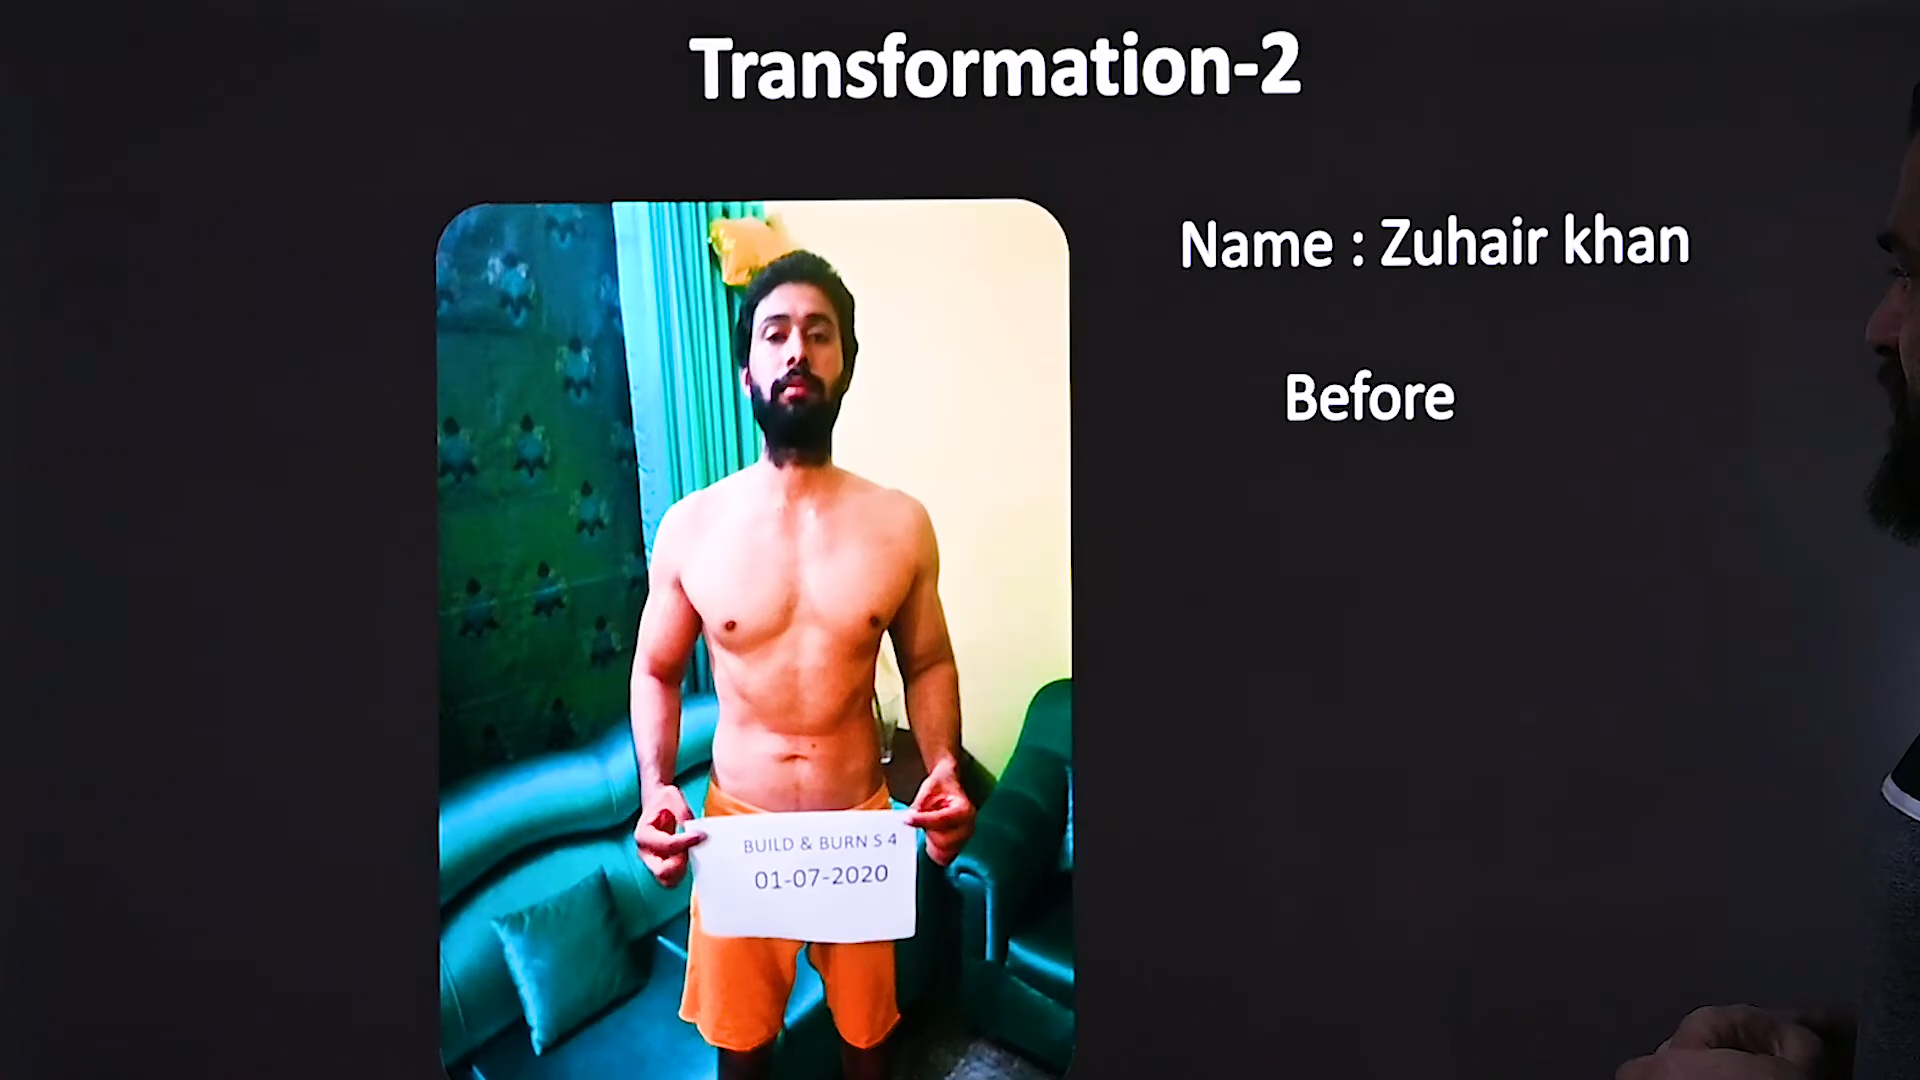 Transformation-2
Name : Zuhair khan
Before
BUILD & BURN S 4
01-07-2020